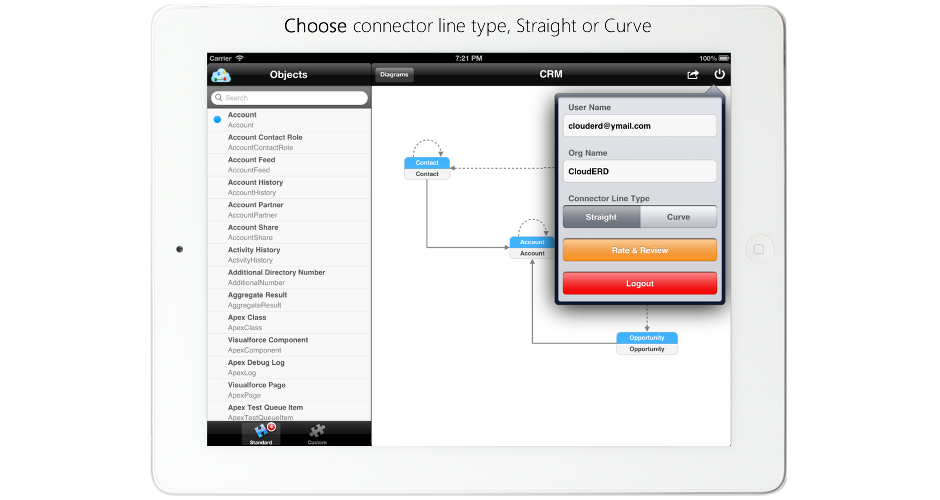 Choose connector line type, Straight or Curve
Carrier
7:21 PM
100%
Objects
Diagrams
CRM
Search
Account
Account
Account Contact Role
AccountContactRole
Account Feed
AccountFeed
Account History
AccountHistory
Account Partner
AccountPartner
Account Share
AccountShare
Activity History
ActivityHistory
Additional Directory Number
AdditionalNumber
Aggregate Result
AggregateResult
Apex Class
ApexClass
Visualforce Component
ApexComponent
Apex Debug Log
ApexLog
Visualforce Page
ApexPage
Apex Test Queue Item
ApexTestQueueItem
4
Standard
Custom
Contact
Contact
Account
Account
Opportunity
Opportunity
User Name
clouderd@ymail.com
Org Name
CloudERD
Connector Line Type
Straight
Curve
Rate & Review
Logout